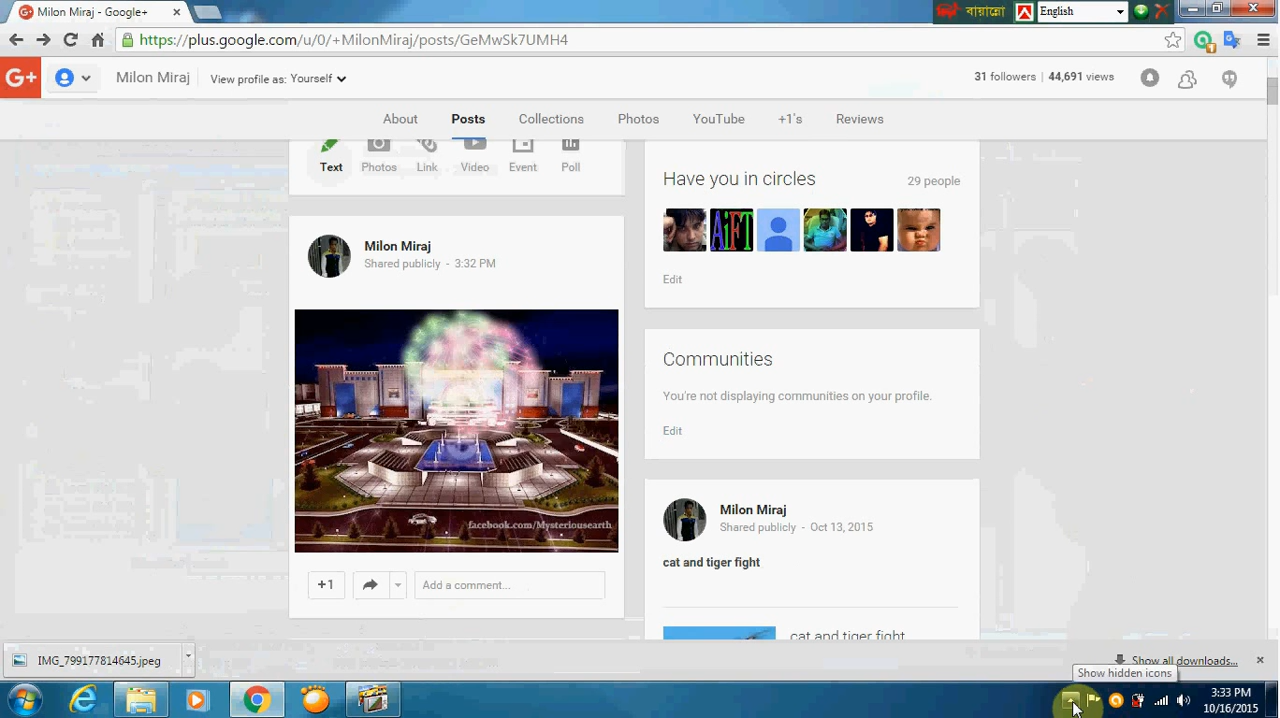 Milon Miraj - Google+
বায়ান্নো
English
https://plus.google.com/u/0/+MilonMiraj/posts/GeMwSk7UMH4
G+
Milon Miraj
View profile as: Yourself
31 followers | 44,691 views
About
Posts
Collections
Photos
YouTube
+1's
Reviews
Text
Photos
Link
Video
Event
Poll
Have you in circles
29 people
AiFT
Edit
Milon Miraj
Shared publicly - 3:32 PM
facebook.com/Mysteriousearth
+1
Add a comment...
Communities
You're not displaying communities on your profile.
Edit
Milon Miraj
Shared publicly - Oct 13, 2015
cat and tiger fight
cat and tiger fight
IMG_799177814645.jpeg
Show all downloads...
Show hidden icons
3:33 PM
10/16/2015